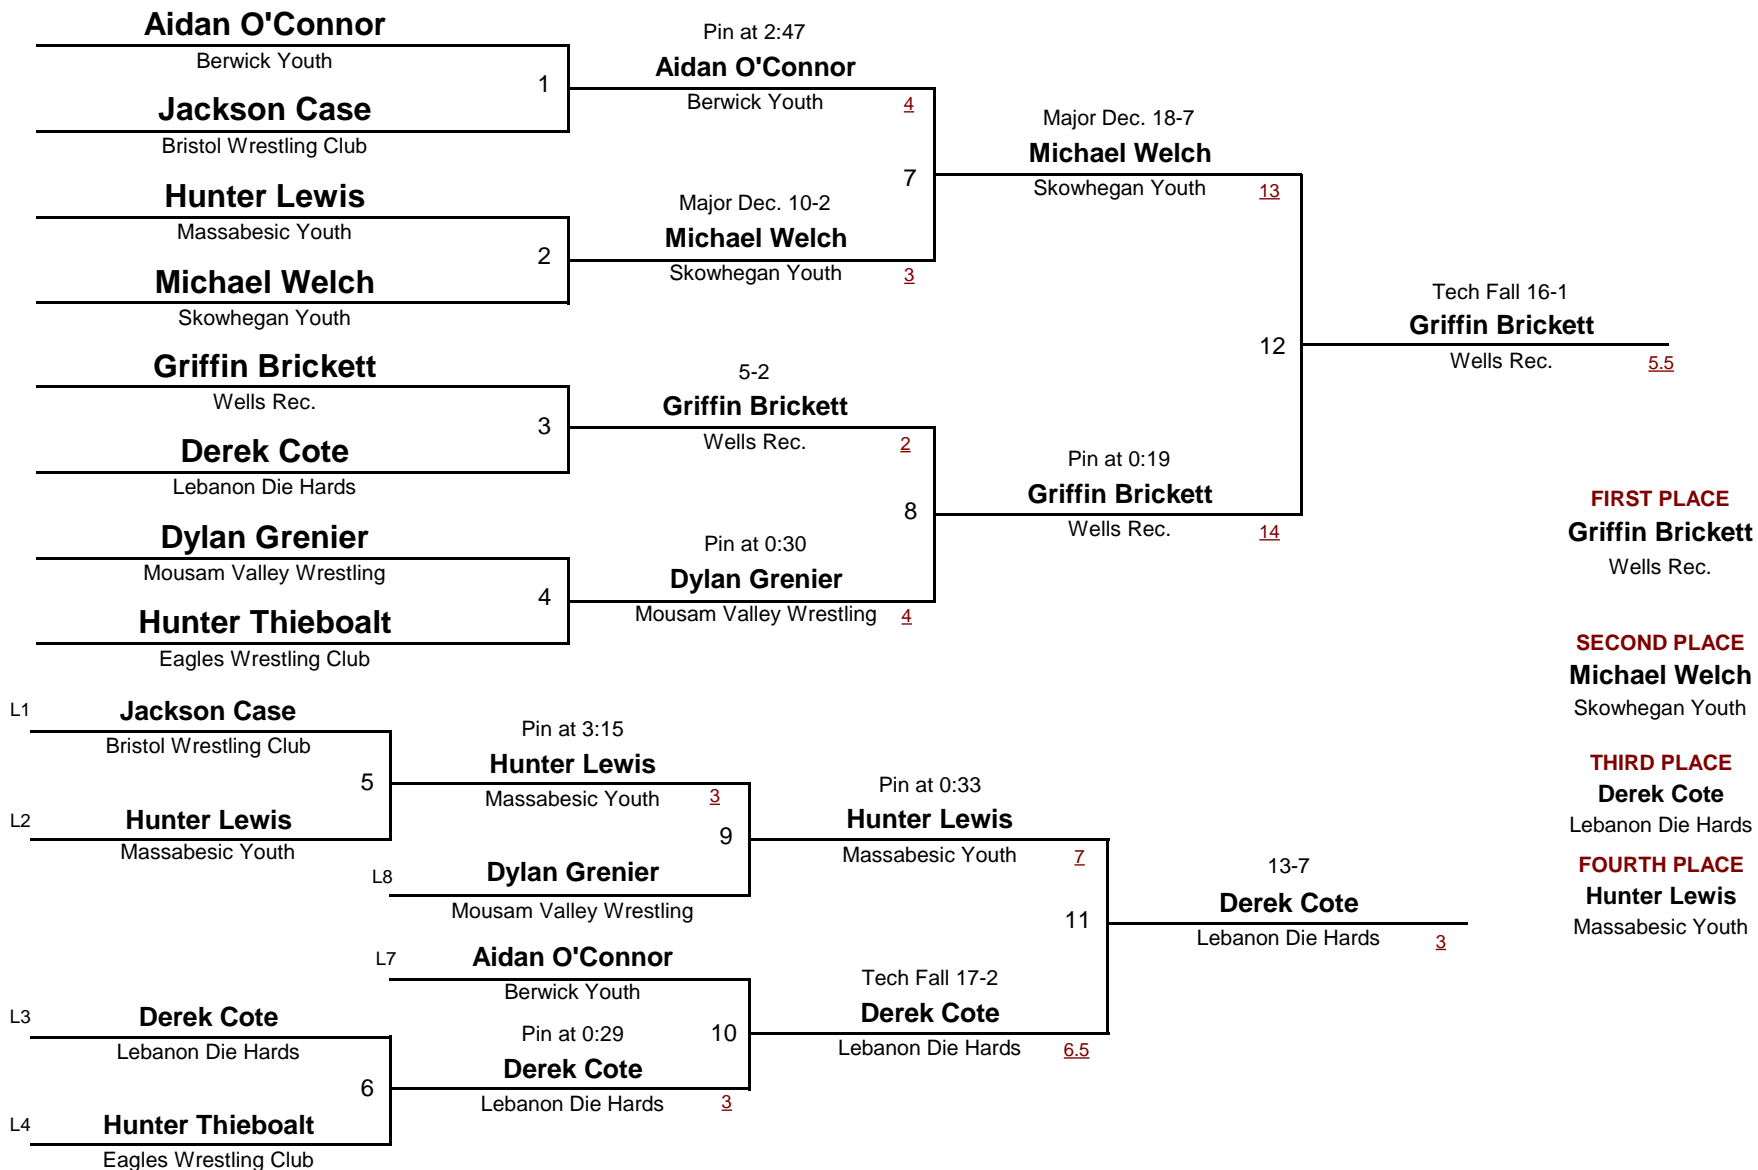 Aidan O'Connor
Berwick Youth
1
Jackson Case
Bristol Wrestling Club
Hunter Lewis
Massabesic Youth
2
Michael Welch
Skowhegan Youth
Griffin Brickett
Wells Rec.
3
Derek Cote
Lebanon Die Hards
Dylan Grenier
Mousam Valley Wrestling
4
Hunter Thieboalt
Eagles Wrestling Club
Pin at 2:47
Aidan O'Connor
Berwick Youth 4
7
Major Dec. 10-2
Michael Welch
Skowhegan Youth 3
5-2
Griffin Brickett
Wells Rec. 2
8
Pin at 0:30
Dylan Grenier
Mousam Valley Wrestling 4
Major Dec. 18-7
Michael Welch
Skowhegan Youth 13
12
Pin at 0:19
Griffin Brickett
Wells Rec. 14
Tech Fall 16-1
Griffin Brickett
Wells Rec. 5.5
L1 Jackson Case
Bristol Wrestling Club
5
L2 Hunter Lewis
Massabesic Youth
L3 Derek Cote
Lebanon Die Hards
6
L4 Hunter Thieboalt
Eagles Wrestling Club
Pin at 3:15
Hunter Lewis
Massabesic Youth 3
9
L8 Dylan Grenier
Mousam Valley Wrestling
L7 Aidan O'Connor
Berwick Youth
10
Pin at 0:29
Derek Cote
Lebanon Die Hards 3
Pin at 0:33
Hunter Lewis
Massabesic Youth 7
11
Tech Fall 17-2
Derek Cote
Lebanon Die Hards 6.5
13-7
Derek Cote
Lebanon Die Hards 3
FIRST PLACE
Griffin Brickett
Wells Rec.
SECOND PLACE
Michael Welch
Skowhegan Youth
THIRD PLACE
Derek Cote
Lebanon Die Hards
FOURTH PLACE
Hunter Lewis
Massabesic Youth